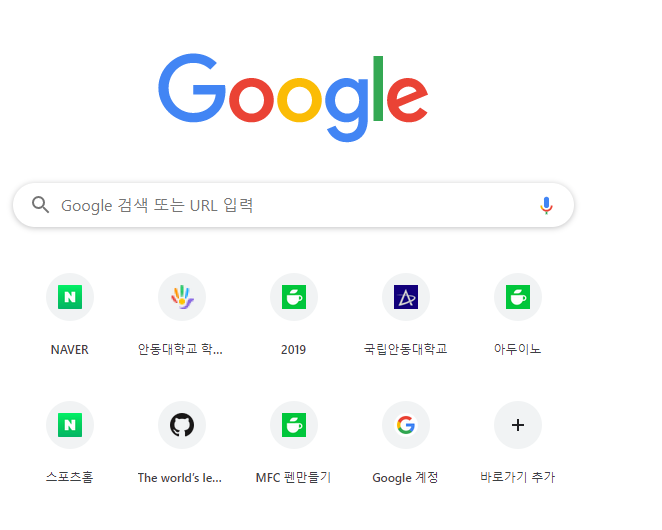 Google
Google 검색 또는 URL 입력
NAVER
안동대학교 학...
2019
국립안동대학교
아두이노
스포츠홈
The world's le...
MFC 펜만들기
Google 계정
바로가기 추가